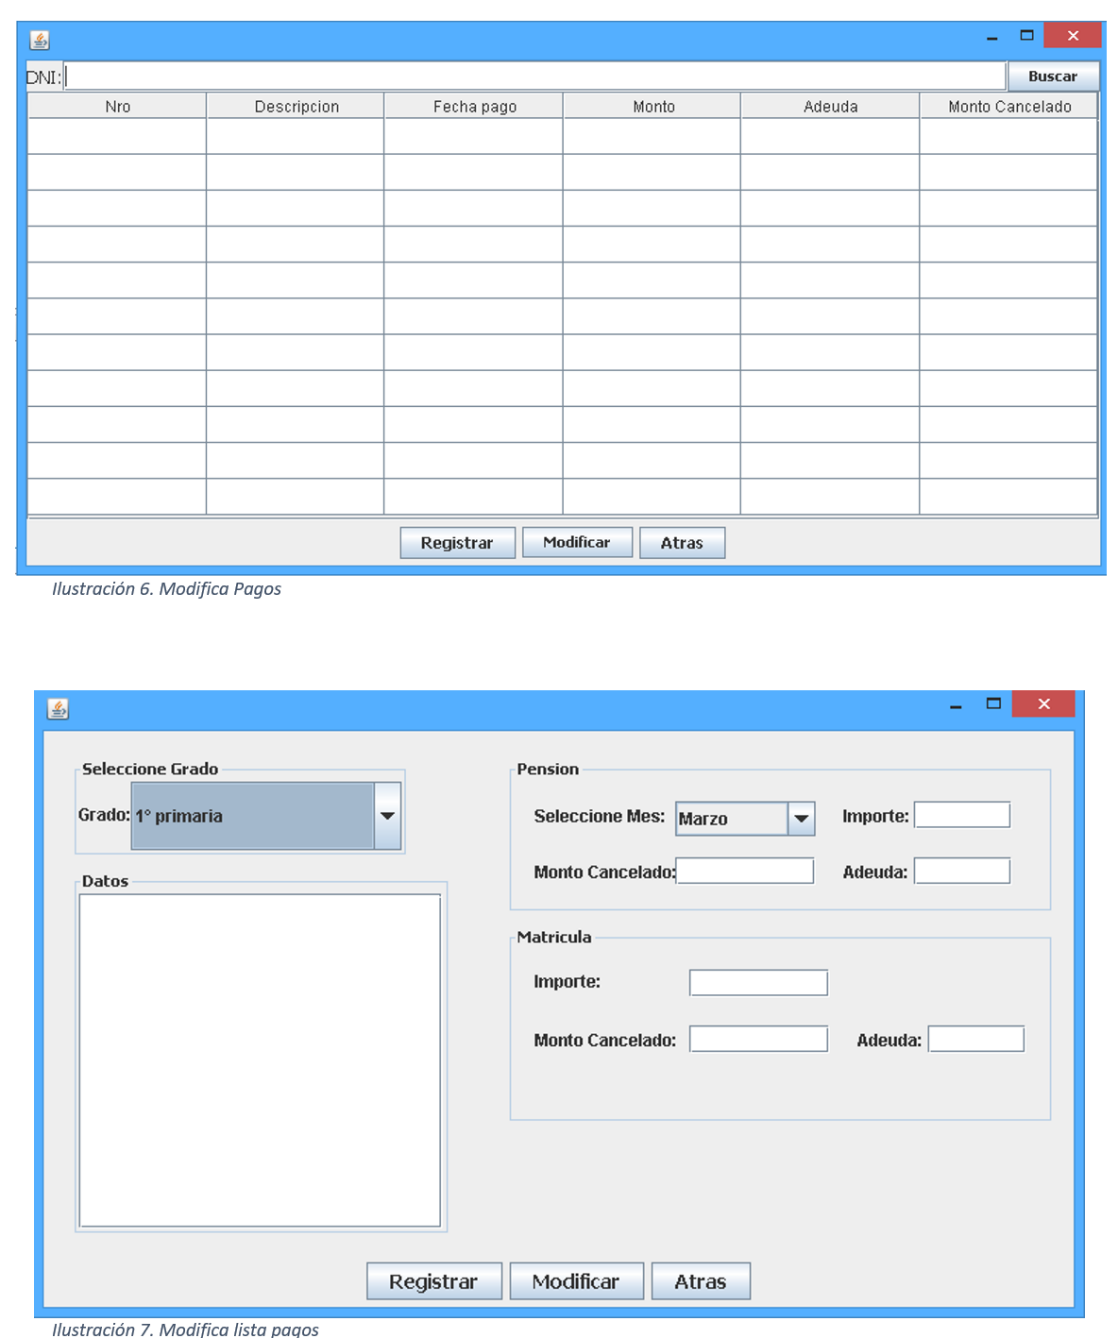 DNI: Buscar
Nro Descripcion Fecha pago Monto Adeuda Monto Cancelado
Registrar Modificar Atras
Ilustración 6. Modifica Pagos
Seleccione Grado
Grado: 1° primaria
Datos
Pension
Seleccione Mes: Marzo Importe:
Monto Cancelado: Adeuda:
Matricula
Importe:
Monto Cancelado: Adeuda:
Registrar Modificar Atras
Ilustración 7. Modifica lista pagos